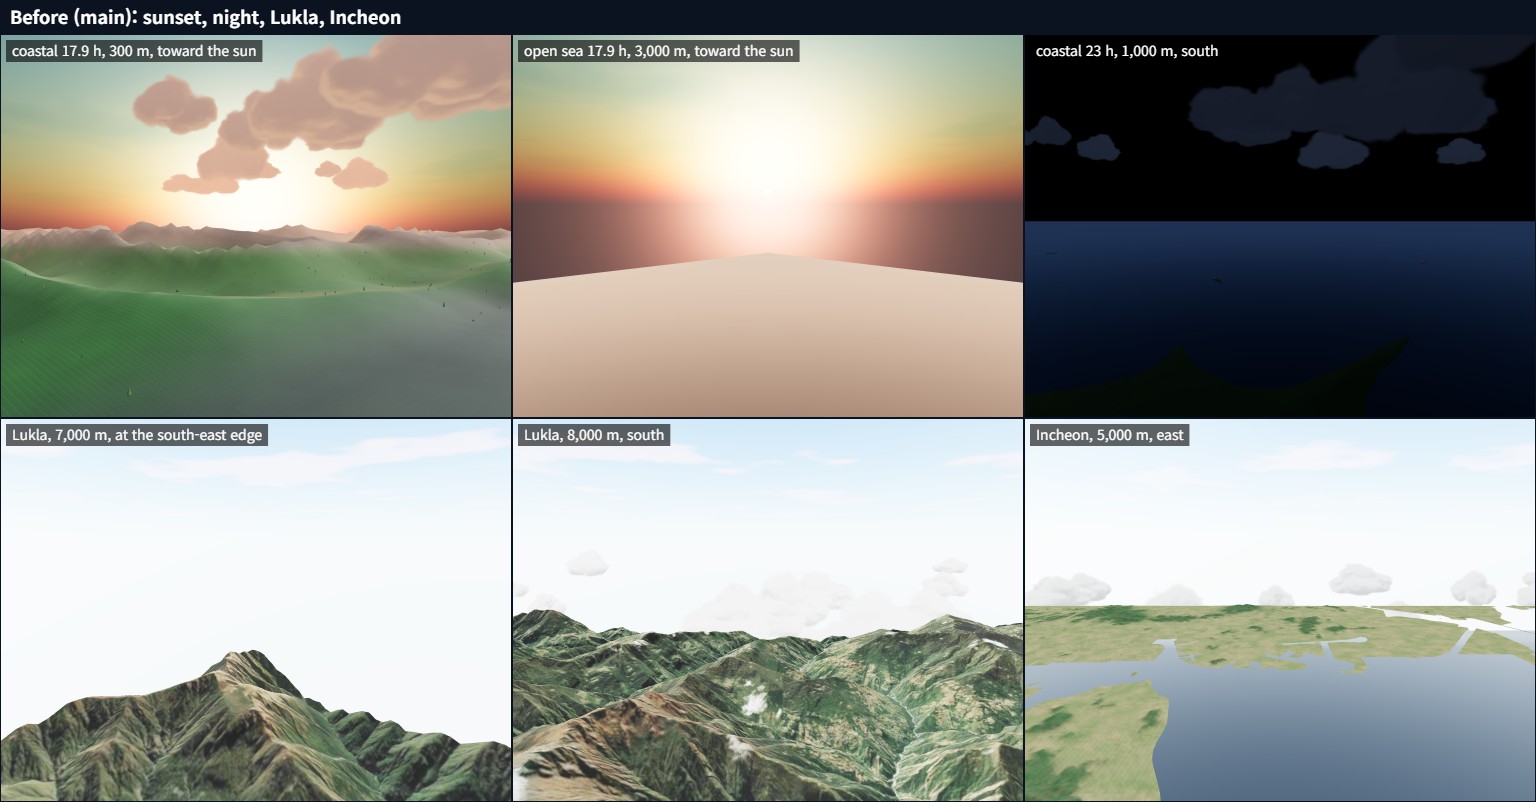 Before (main): sunset, night, Lukla, Incheon
coastal 17.9 h, 300 m, toward the sun
open sea 17.9 h, 3,000 m, toward the sun
coastal 23 h, 1,000 m, south
Lukla, 7,000 m, at the south-east edge
Lukla, 8,000 m, south
Incheon, 5,000 m, east